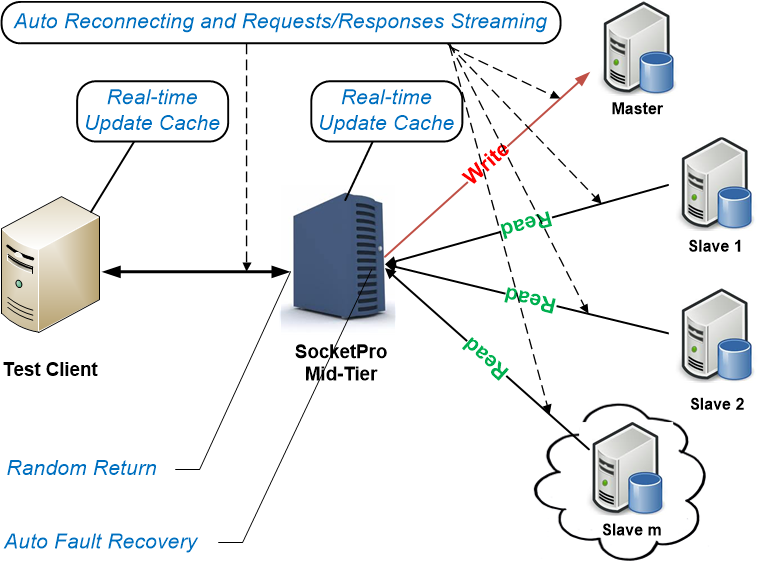 Auto Reconnecting and Requests/Responses Streaming
Real-time
Update Cache
Real-time
Update Cache
Master
Write
Slave 1
Read
Read
Slave 2
Read
Test Client
SocketPro
Mid-Tier
Random Return
Slave m
Auto Fault Recovery